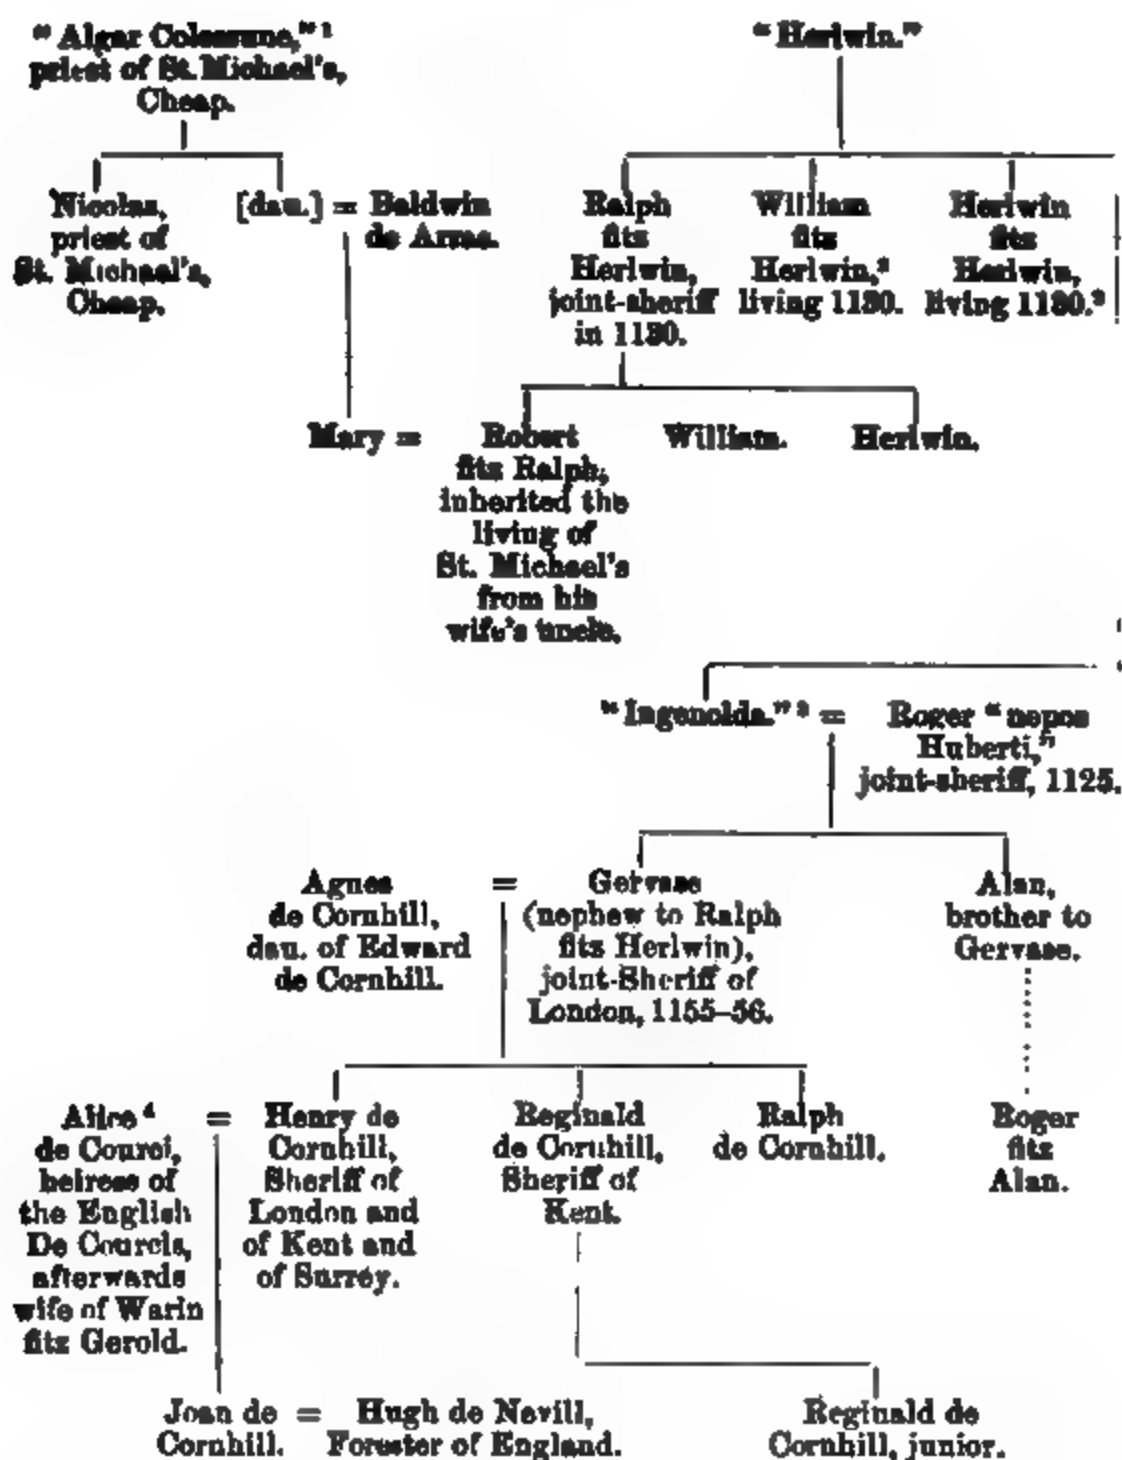 "Algar Colessune," 1
priest of St. Michael's,
Cheap.
"Herlwin."
Nicolas,
priest of
St. Michael's,
Cheap.
[dau.] = Baldwin
de Arras.
Ralph
fitz
Herlwin,
joint-sheriff
in 1130.
William
fitz
Herlwin,²
living 1130.
Herlwin
fitz
Herlwin,
living 1130.³
Mary =
Robert
fitz Ralph,
inherited the
living of
St. Michael's
from his
wife's uncle.
William.
Herlwin.
"Ingenolda." ³ =
Roger "nepos
Huberti,"
joint-sheriff, 1125.
Agnes
de Cornhill,
dau. of Edward
de Cornhill.
=
Gervase
(nephew to Ralph
fitz Herlwin),
joint-Sheriff of
London, 1155–56.
Alan,
brother to
Gervase.
Alice ⁴
de Courci,
heiress of
the English
De Courcis,
afterwards
wife of Warin
fitz Gerold.
=
Henry de
Cornhill,
Sheriff of
London and
of Kent and
of Surrey.
Reginald
de Cornhill,
Sheriff of
Kent.
Ralph
de Cornhill.
Roger
fitz
Alan.
Joan de
Cornhill.
=
Hugh de Nevill,
Forester of England.
Reginald de
Cornhill, junior.